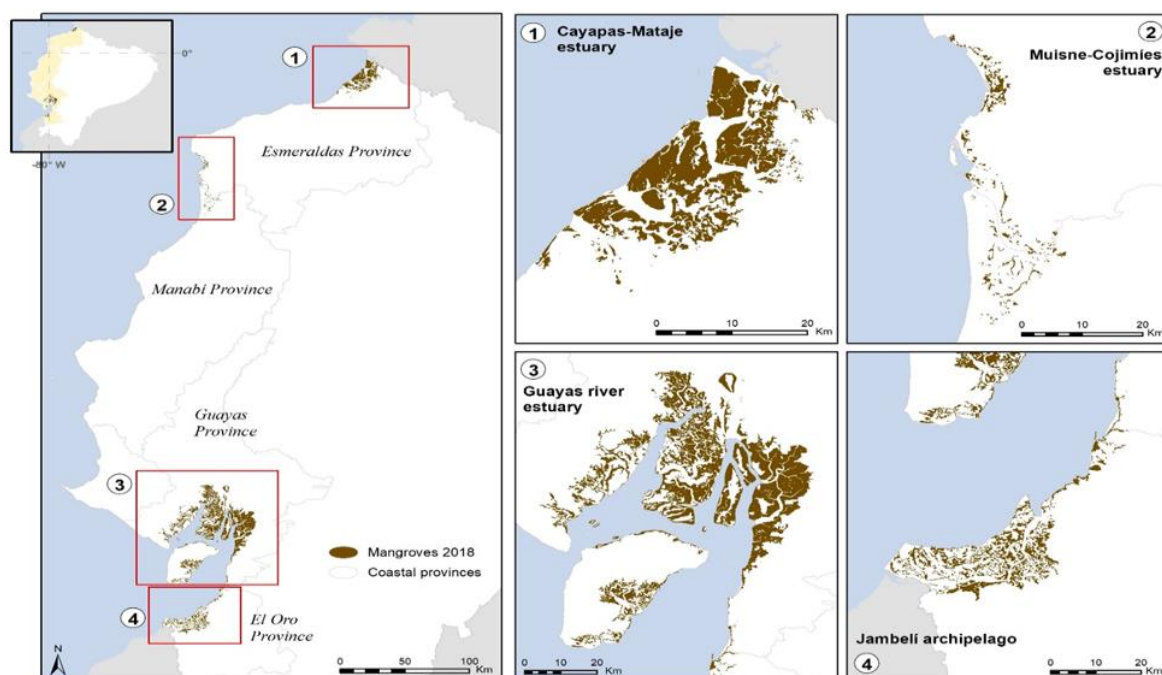 0°
-80° W
1
Esmeraldas Province
2
Manabí Province
Guayas
Province
3
Mangroves 2018
Coastal provinces
4
El Oro
Province
N
0 50 100
Km
1
Cayapas-Mataje
estuary
0 10 20
Km
2
Muisne-Cojimíes
estuary
0 10 20
Km
3
Guayas river
estuary
0 10 20
Km
Jambelí archipelago
4
0 10 20
Km